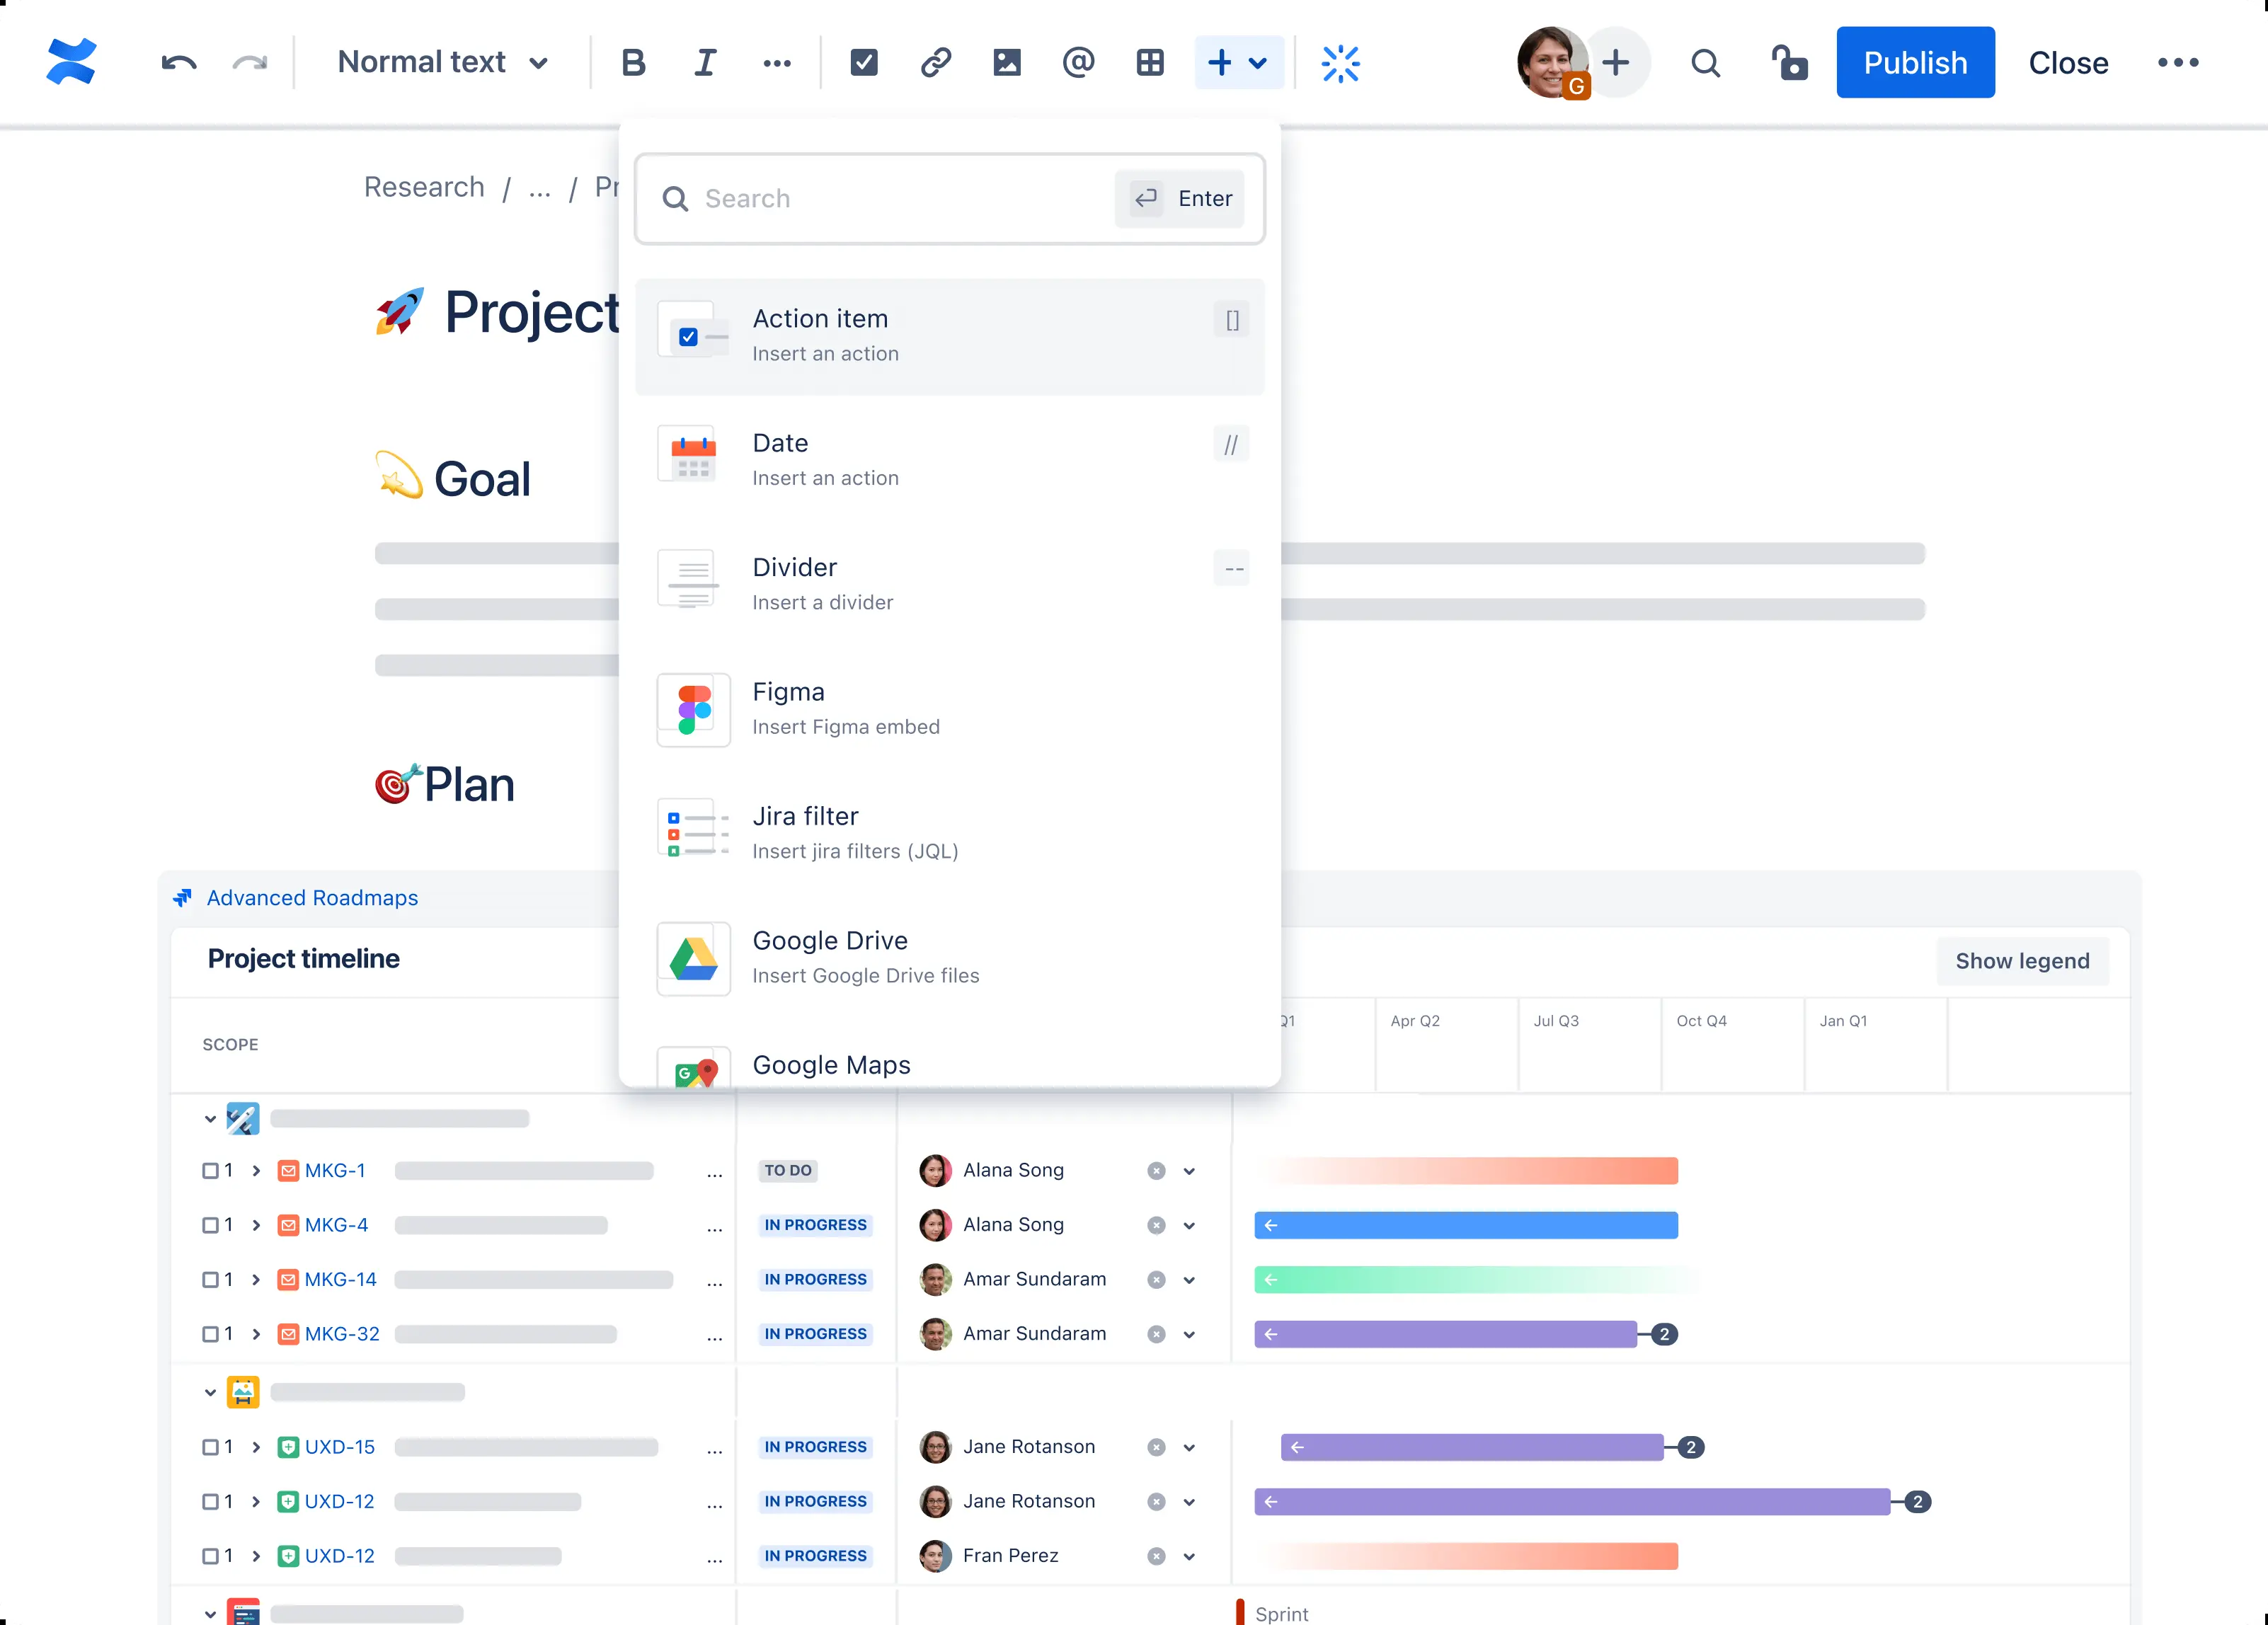 Normal text
B I ... @ +
G + Publish Close
Research / ... / Pr
Search Enter
Project
Action item []
Insert an action
Date //
Insert an action
Goal
Divider --
Insert a divider
Figma
Insert Figma embed
Plan
Jira filter
Insert jira filters (JQL)
Advanced Roadmaps
Google Drive
Insert Google Drive files
Project timeline
Show legend
SCOPE
Q1 Apr Q2 Jul Q3 Oct Q4 Jan Q1
Google Maps
G
1 MKG-1 ... TO DO Alana Song
1 MKG-4 ... IN PROGRESS Alana Song
1 MKG-14 ... IN PROGRESS Amar Sundaram
1 MKG-32 ... IN PROGRESS Amar Sundaram 2
1 UXD-15 ... IN PROGRESS Jane Rotanson 2
1 UXD-12 ... IN PROGRESS Jane Rotanson 2
1 UXD-12 ... IN PROGRESS Fran Perez
Sprint